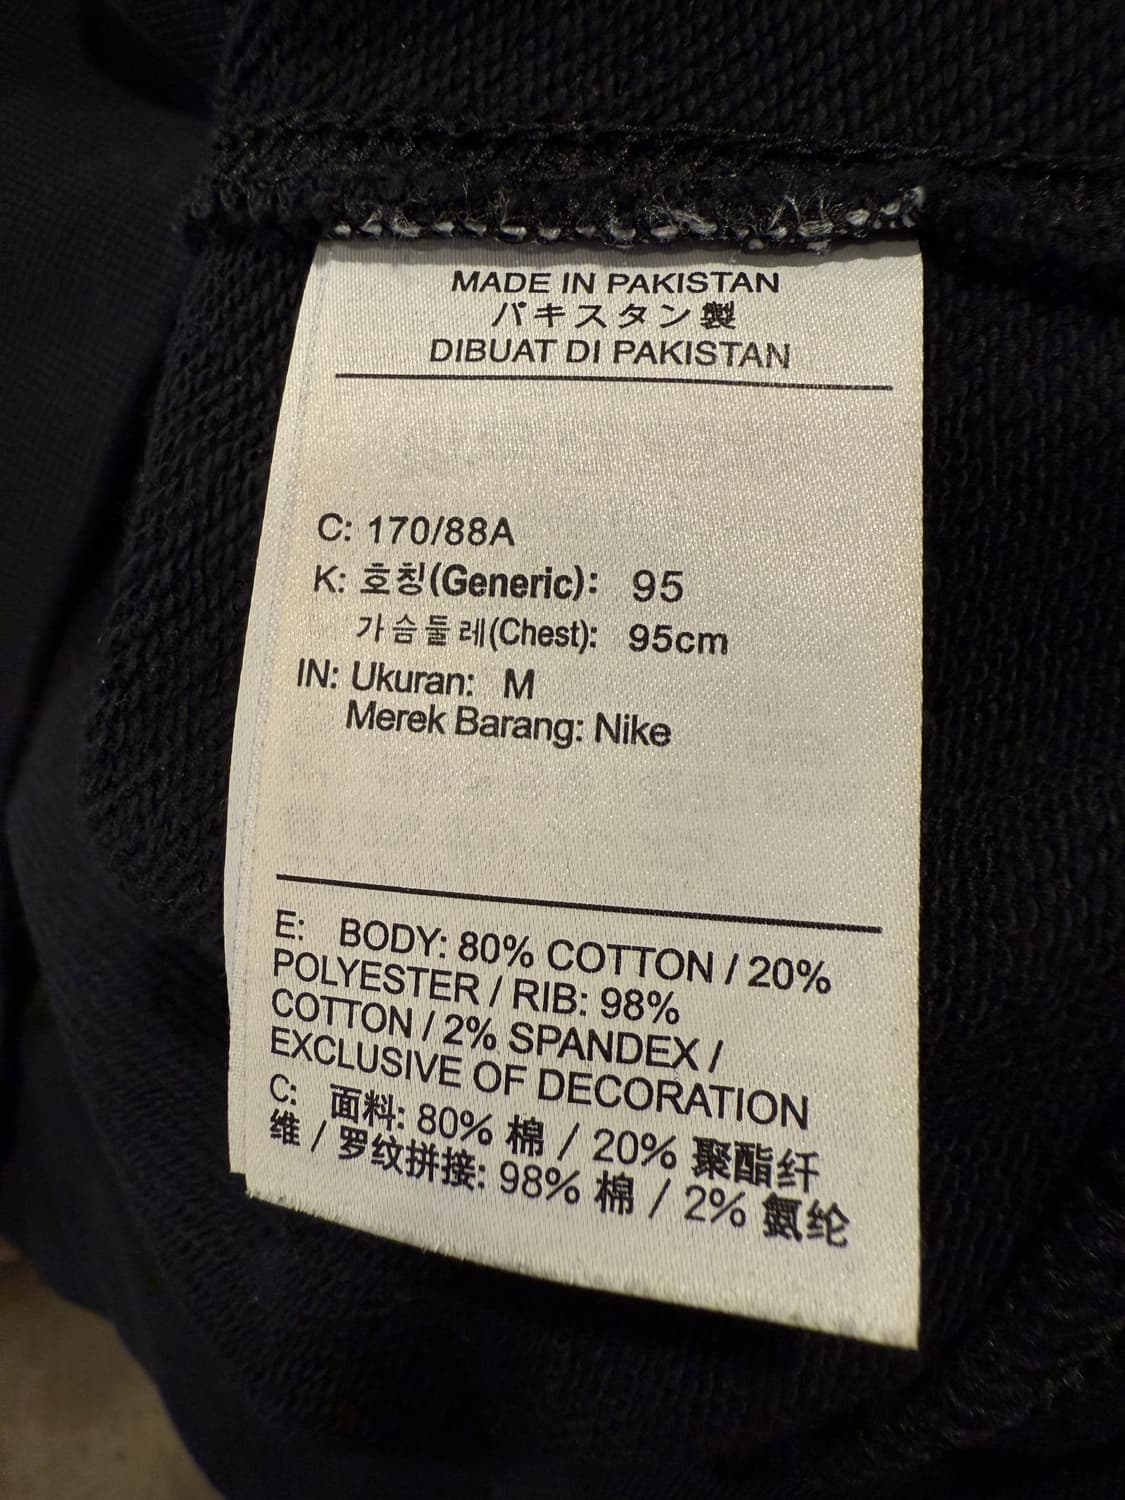 MADE IN PAKISTAN
パキスタン製
DIBUAT DI PAKISTAN
C: 170/88A
K: 호칭(Generic): 95
가슴둘레(Chest): 95cm
IN: Ukuran: M
Merek Barang: Nike
E: BODY: 80% COTTON / 20%
POLYESTER / RIB: 98%
COTTON / 2% SPANDEX /
EXCLUSIVE OF DECORATION
C: 面料: 80% 棉 / 20% 聚酯纤
维 / 罗纹拼接: 98% 棉 / 2% 氨纶